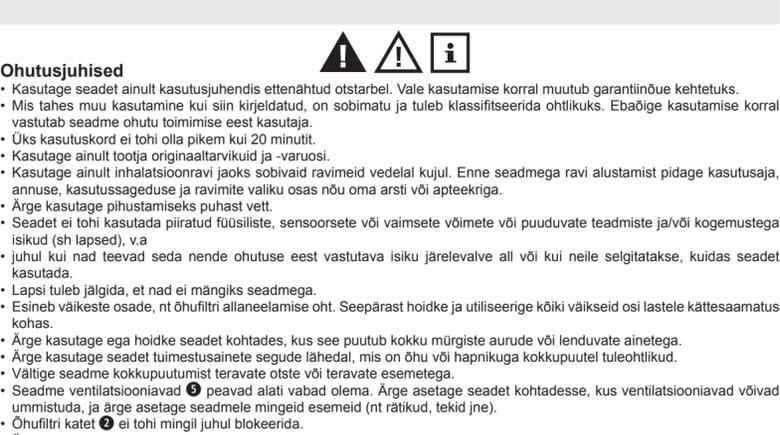 Ohutusjuhised
• Kasutage seadet ainult kasutusjuhendis ettenähtud otstarbel. Vale kasutamise korral muutub garantiinõue kehtetuks.
• Mis tahes muu kasutamine kui siin kirjeldatud, on sobimatu ja tuleb klassifitseerida ohtlikuks. Ebaõige kasutamise korral
vastutab seadme ohutu toimimise eest kasutaja.
• Üks kasutuskord ei tohi olla pikem kui 20 minutit.
• Kasutage ainult tootja originaaltarvikuid ja -varuosi.
• Kasutage ainult inhalatsioonravi jaoks sobivaid ravimeid vedelal kujul. Enne seadmega ravi alustamist pidage kasutusaja,
annuse, kasutussageduse ja ravimite valiku osas nõu oma arsti või apteekriga.
• Ärge kasutage pihustamiseks puhast vett.
• Seadet ei tohi kasutada piiratud füüsiliste, sensoorsete või vaimsete võimete või puuduvate teadmiste ja/või kogemustega
isikud (sh lapsed), v.a
• juhul kui nad teevad seda nende ohutuse eest vastutava isiku järelevalve all või kui neile selgitatakse, kuidas seadet
kasutada.
• Lapsi tuleb jälgida, et nad ei mängiks seadmega.
• Esineb väikeste osade, nt õhufiltri allaneelamise oht. Seepärast hoidke ja utiliseerige kõiki väikseid osi lastele kättesaamatus
kohas.
• Ärge kasutage ega hoidke seadet kohtades, kus see puutub kokku mürgiste aurude või lenduvate ainetega.
• Ärge kasutage seadet tuimestusainete segude lähedal, mis on õhu või hapnikuga kokkupuutel tuleohtlikud.
• Vältige seadme kokkupuutumist teravate otste või teravate esemetega.
• Seadme ventilatsiooniavad ❺ peavad alati vabad olema. Ärge asetage seadet kohtadesse, kus ventilatsiooniavad võivad
ummistuda, ja ärge asetage seadmele mingeid esemeid (nt rätikud, tekid jne).
• Õhufiltri katet ❷ ei tohi mingil juhul blokeerida.